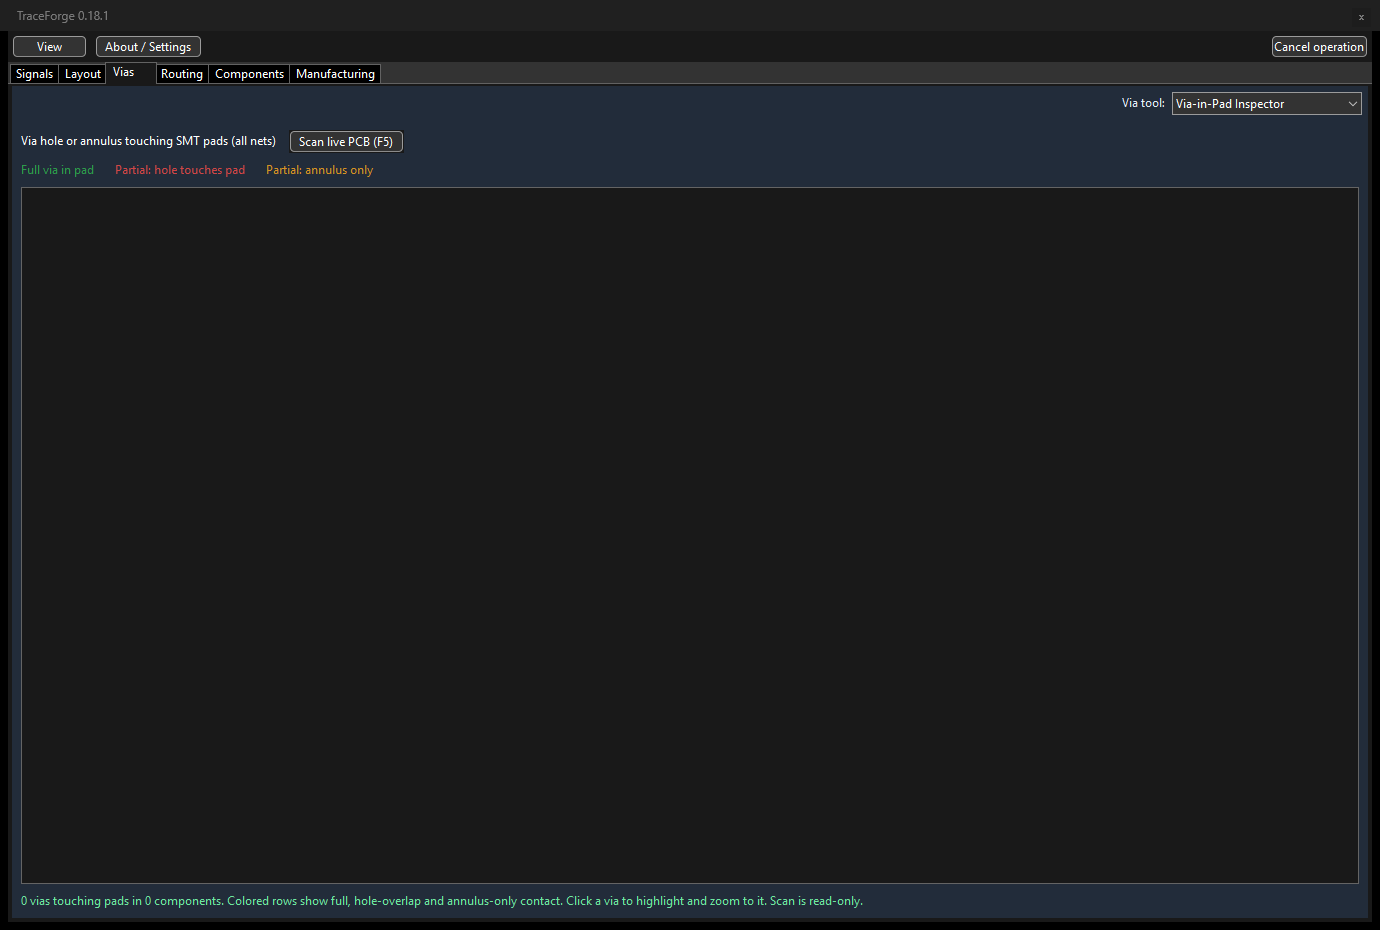 TraceForge 0.18.1
x
View About / Settings Cancel operation
Signals Layout Vias Routing Components Manufacturing
Via tool: Via-in-Pad Inspector
Via hole or annulus touching SMT pads (all nets) Scan live PCB (F5)
Full via in pad Partial: hole touches pad Partial: annulus only
0 vias touching pads in 0 components. Colored rows show full, hole-overlap and annulus-only contact. Click a via to highlight and zoom to it. Scan is read-only.